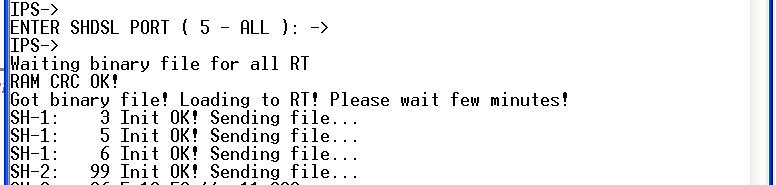 IPS->
ENTER SHDSL PORT ( 5 - ALL ): ->
IPS->
Waiting binary file for all RT
RAM CRC OK!
Got binary file! Loading to RT! Please wait few minutes!
SH-1:    3 Init OK! Sending file...
SH-1:    5 Init OK! Sending file...
SH-1:    6 Init OK! Sending file...
SH-2:   99 Init OK! Sending file...